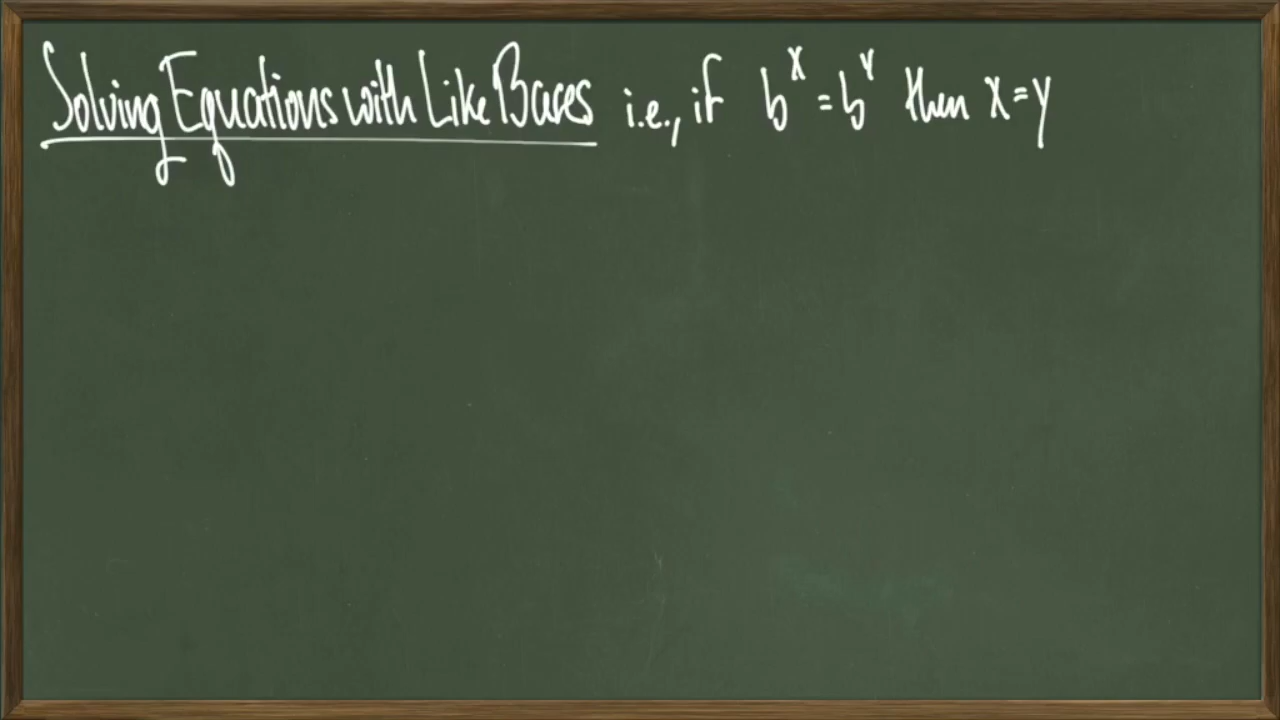 Solving Equations with Like Bases i.e., if b^x = b^y then x = y